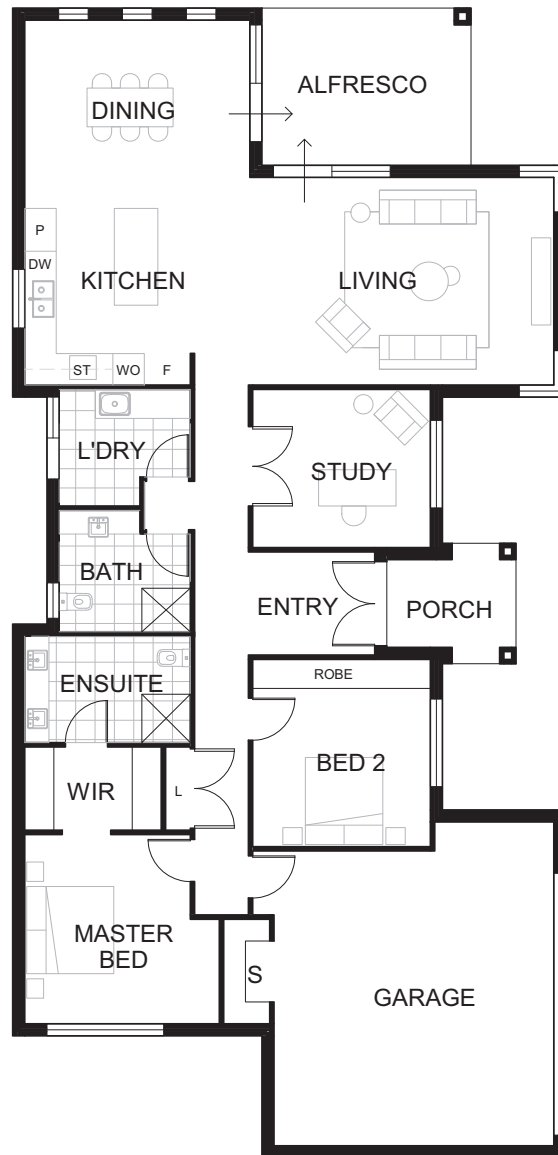 ALFRESCO
DINING
P
DW
KITCHEN
LIVING
ST
WO
F
L'DRY
STUDY
BATH
ENTRY
PORCH
ENSUITE
ROBE
BED 2
WIR
L
MASTER
BED
S
GARAGE